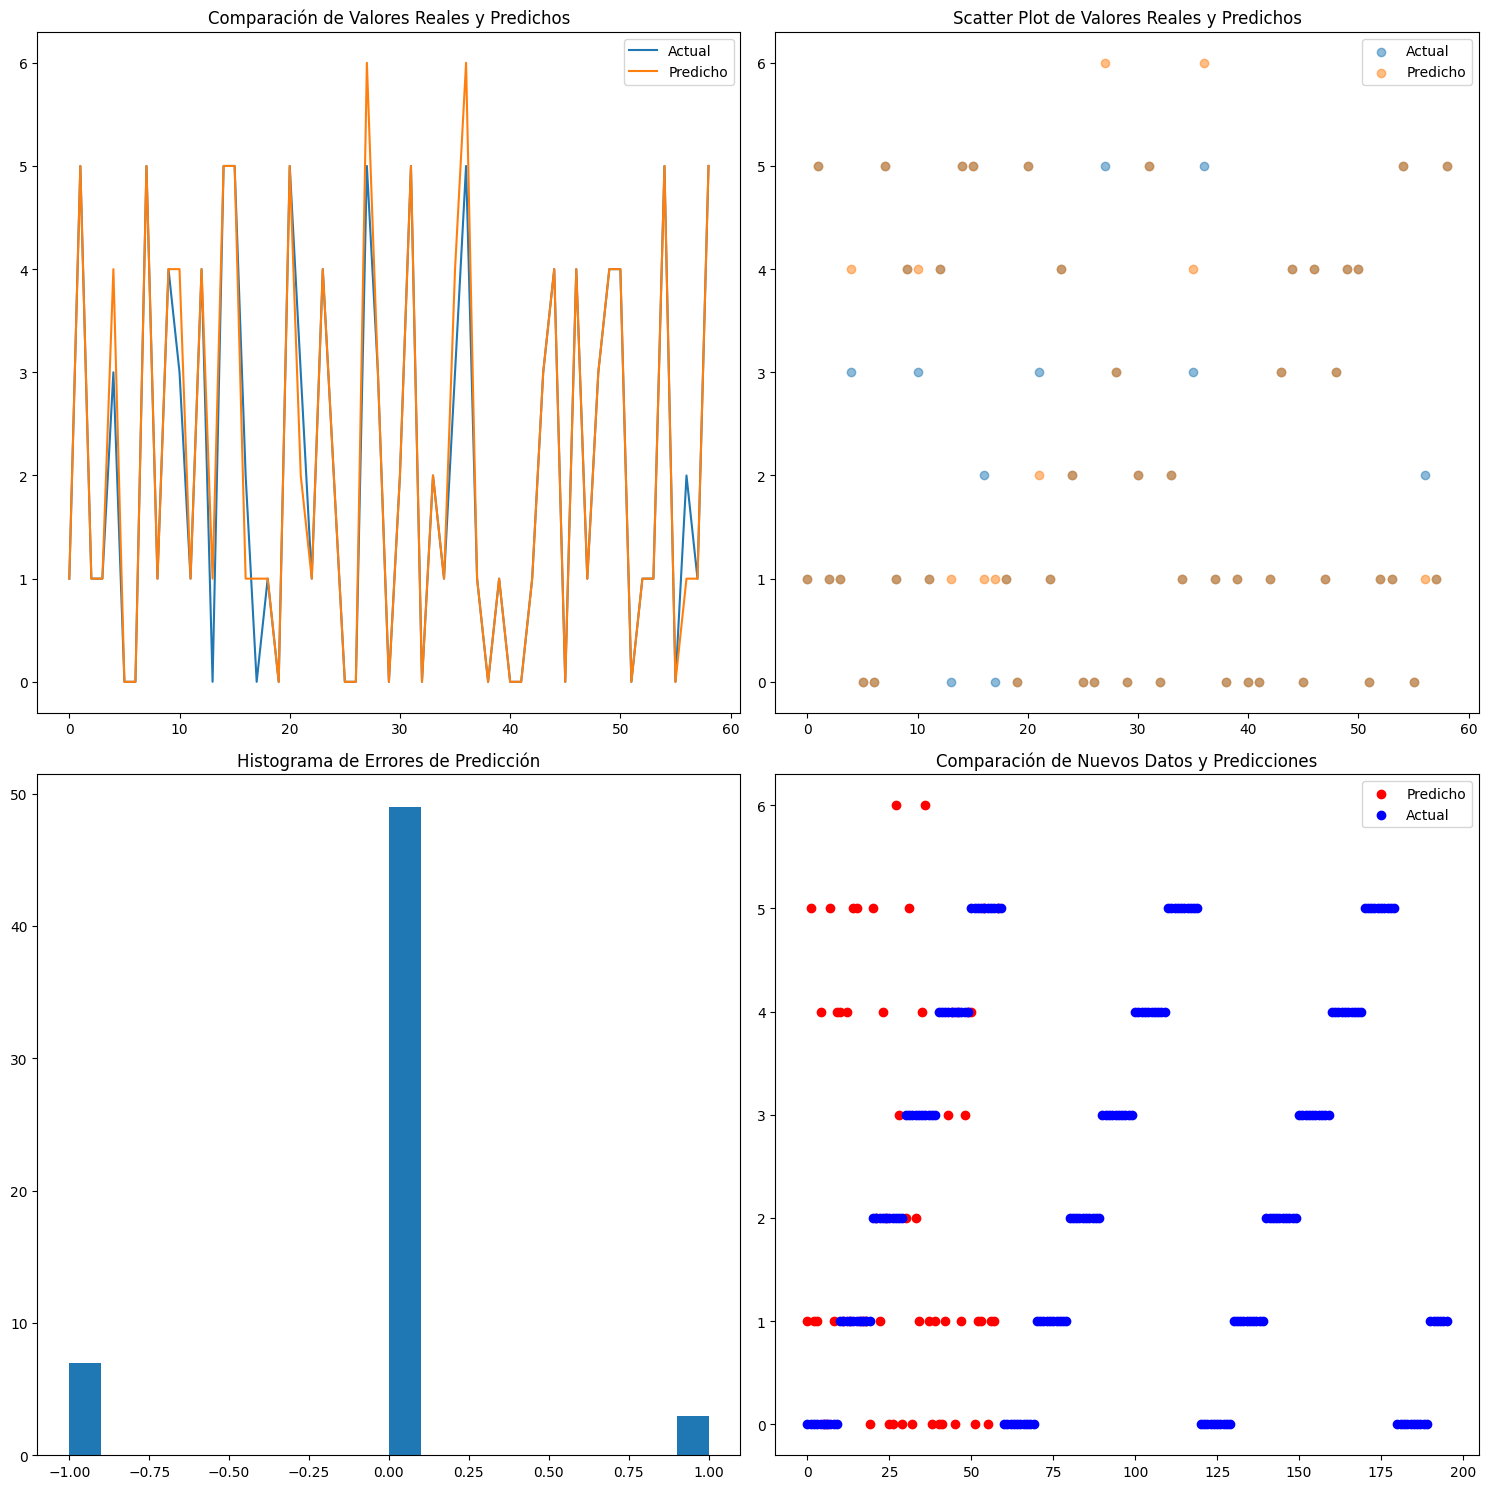 Comparación de Valores Reales y Predichos
Actual
Predicho
6
5
4
3
2
1
0
0 10 20 30 40 50 60
Scatter Plot de Valores Reales y Predichos
Actual
Predicho
6
5
4
3
2
1
0
0 10 20 30 40 50 60
Histograma de Errores de Predicción
50
40
30
20
10
0
−1.00 −0.75 −0.50 −0.25 0.00 0.25 0.50 0.75 1.00
Comparación de Nuevos Datos y Predicciones
Predicho
Actual
6
5
4
3
2
1
0
0 25 50 75 100 125 150 175 200